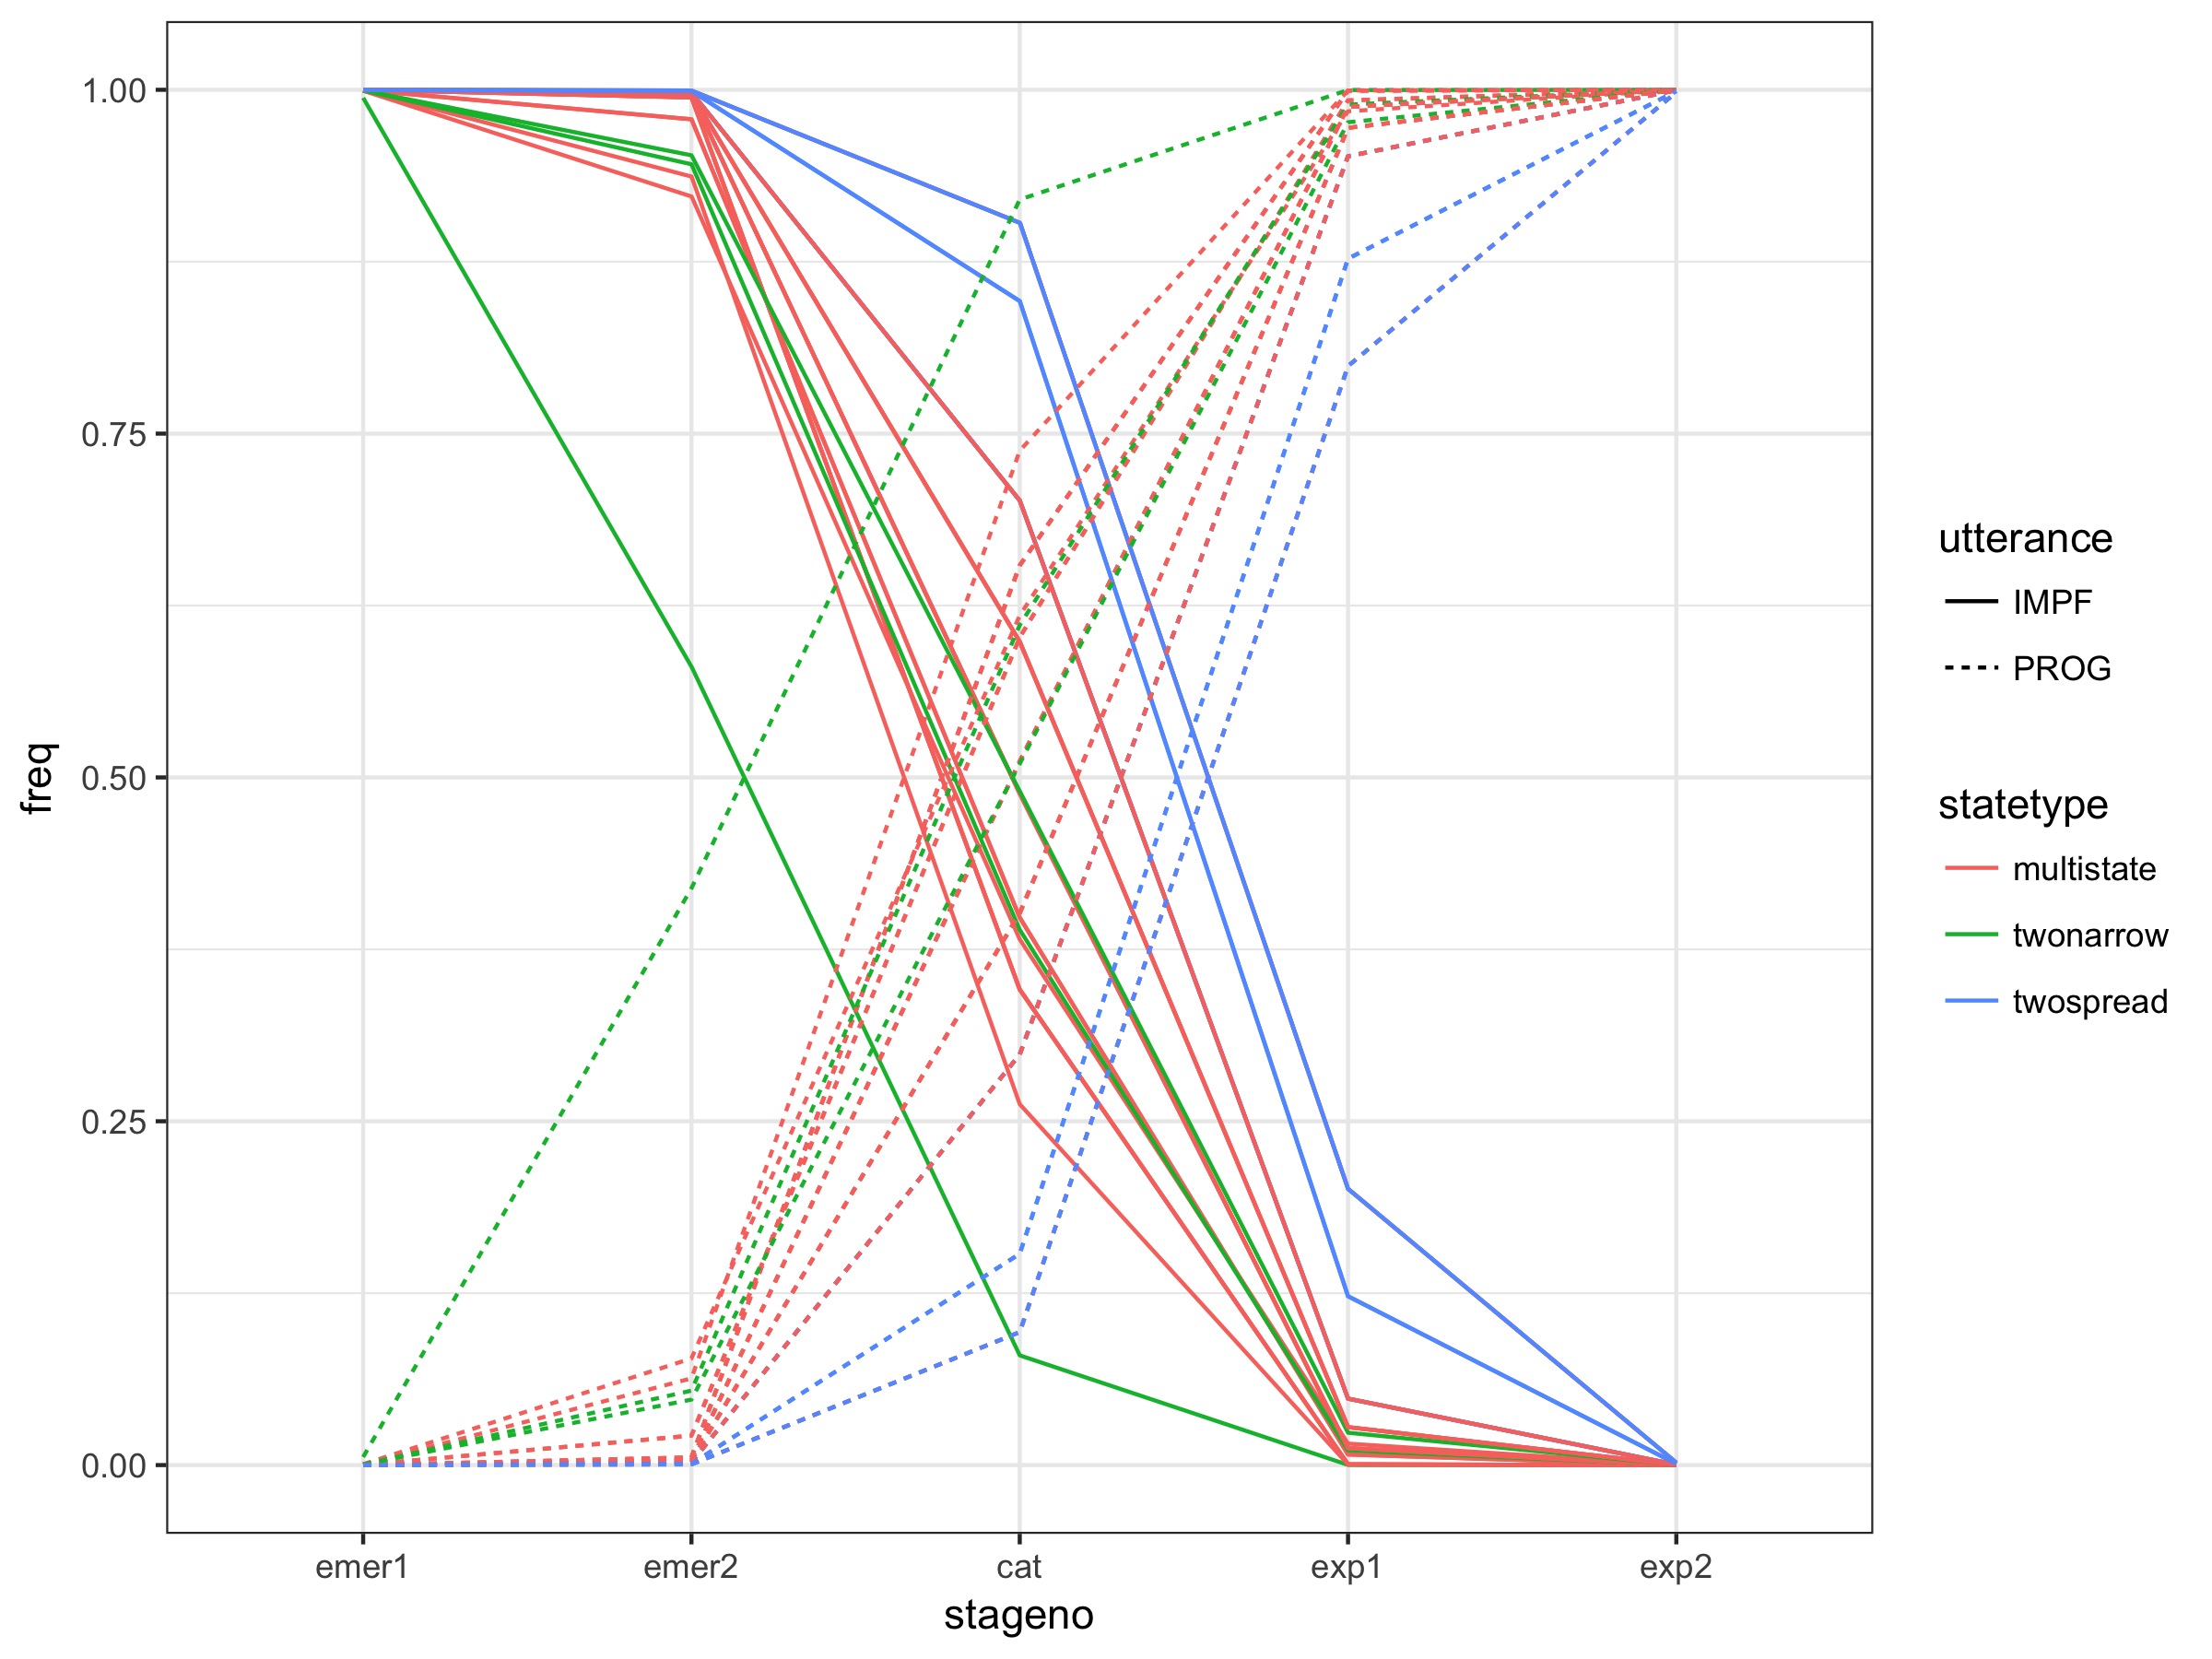 1.00
0.75
0.50
0.25
0.00
freq
emer1 emer2 cat exp1 exp2
stageno
utterance
IMPF
PROG
statetype
multistate
twonarrow
twospread